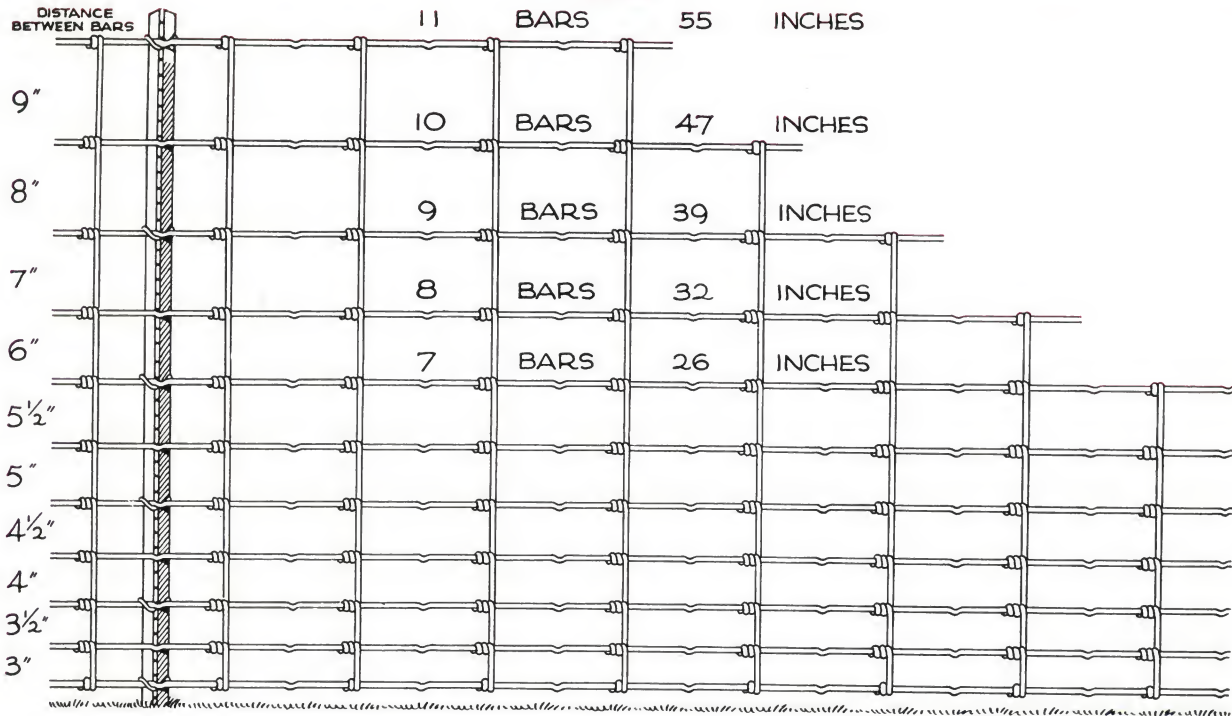 DISTANCE
BETWEEN BARS
11 BARS 55 INCHES
9"
10 BARS 47 INCHES
8"
9 BARS 39 INCHES
7"
8 BARS 32 INCHES
6"
7 BARS 26 INCHES
5½"
5"
4½"
4"
3½"
3"